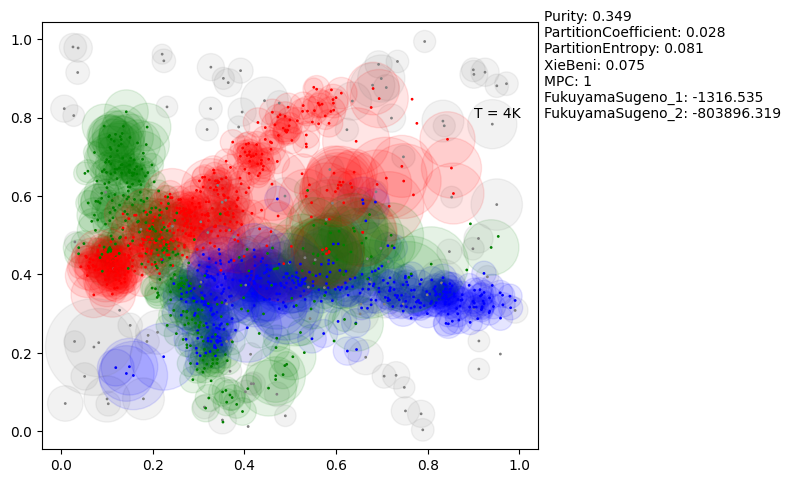 Purity: 0.349
PartitionCoefficient: 0.028
PartitionEntropy: 0.081
XieBeni: 0.075
MPC: 1
FukuyamaSugeno_1: -1316.535
FukuyamaSugeno_2: -803896.319
T = 4K
1.0
0.8
0.6
0.4
0.2
0.0
0.0 0.2 0.4 0.6 0.8 1.0